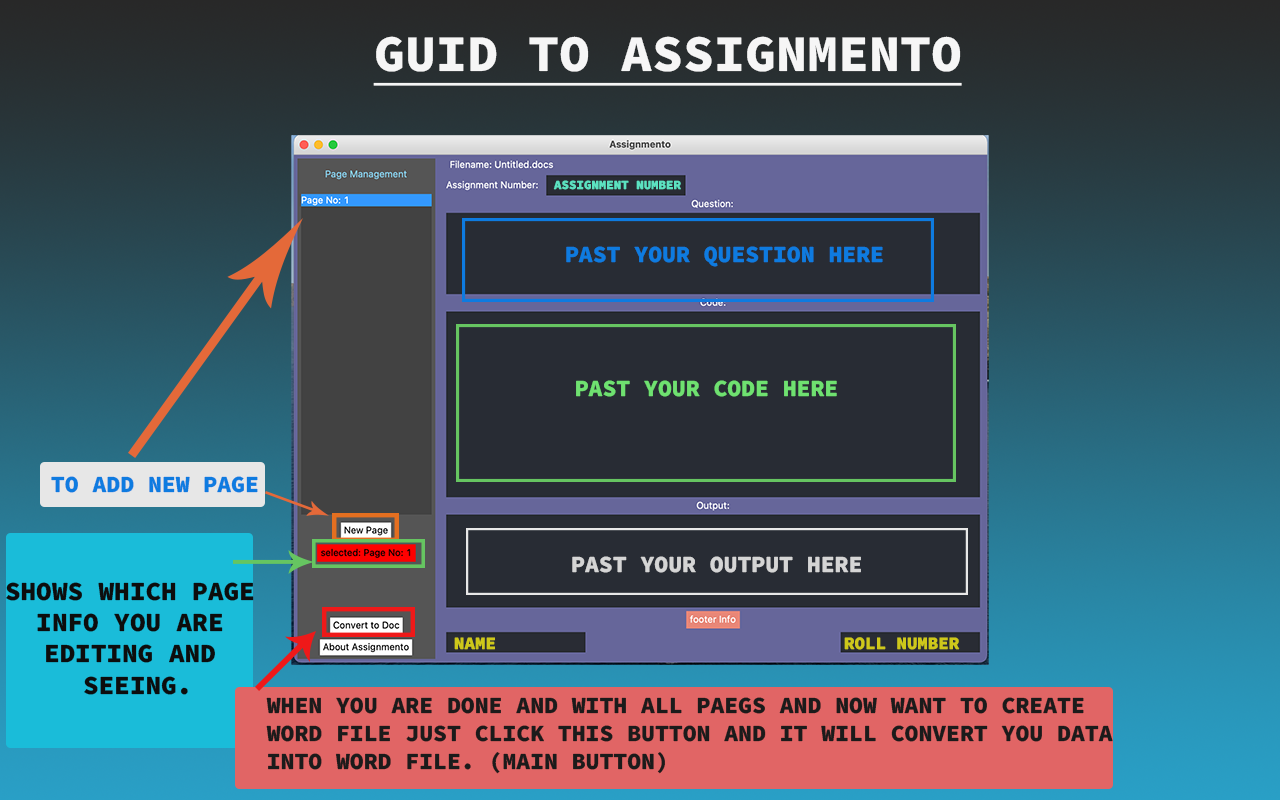 GUID TO ASSIGNMENTO
Assignmento
Page Management
Page No: 1
Filename: Untitled.docs
Assignment Number:
ASSIGNMENT NUMBER
Question:
PAST YOUR QUESTION HERE
Code:
PAST YOUR CODE HERE
TO ADD NEW PAGE
Output:
New Page
selected: Page No: 1
PAST YOUR OUTPUT HERE
SHOWS WHICH PAGE
INFO YOU ARE
EDITING AND
SEEING.
Convert to Doc
About Assignmento
footer Info
NAME
ROLL NUMBER
WHEN YOU ARE DONE AND WITH ALL PAEGS AND NOW WANT TO CREATE
WORD FILE JUST CLICK THIS BUTTON AND IT WILL CONVERT YOU DATA
INTO WORD FILE. (MAIN BUTTON)